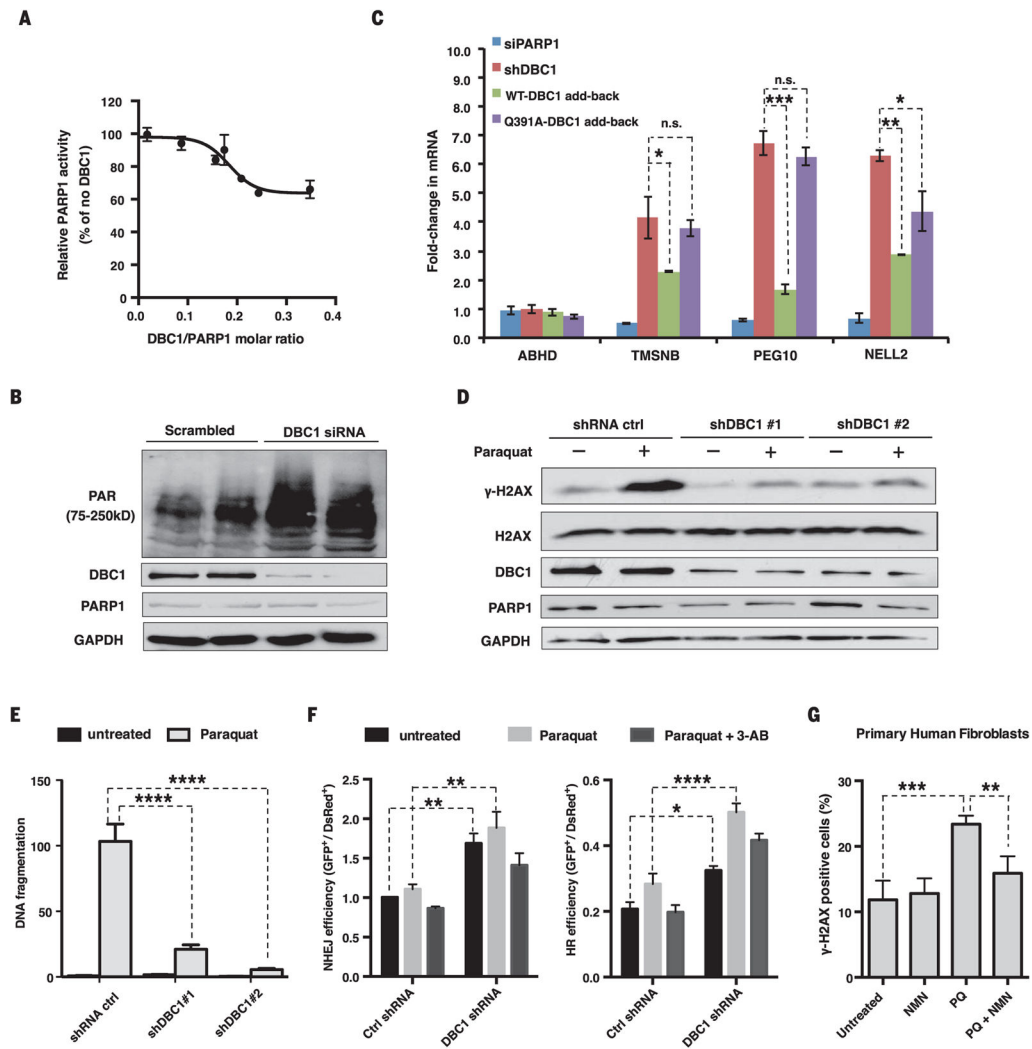 A
120
100
80
60
40
20
0
0.0 0.1 0.2 0.3 0.4
Relative PARP1 activity
(% of no DBC1)
DBC1/PARP1 molar ratio
C
siPARP1
shDBC1
WT-DBC1 add-back
Q391A-DBC1 add-back
10.0
9.0
8.0
7.0
6.0
5.0
4.0
3.0
2.0
1.0
0.0
Fold-change in mRNA
n.s.
*
n.s.
***
*
**
ABHD TMSNB PEG10 NELL2
B
Scrambled DBC1 siRNA
PAR
(75-250kD)
DBC1
PARP1
GAPDH
D
shRNA ctrl shDBC1 #1 shDBC1 #2
Paraquat − + − + − +
γ-H2AX
H2AX
DBC1
PARP1
GAPDH
E
untreated Paraquat
150
100
50
0
DNA fragmentation
****
****
shRNA ctrl shDBC1#1 shDBC1#2
F
untreated Paraquat Paraquat + 3-AB
2.5
2.0
1.5
1.0
0.5
0.0
NHEJ efficiency (GFP⁺/ DsRed⁺)
**
**
Ctrl shRNA DBC1 shRNA
0.6
0.4
0.2
0.0
HR efficiency (GFP⁺/ DsRed⁺)
****
*
Ctrl shRNA DBC1 shRNA
G
Primary Human Fibroblasts
30
20
10
0
γ-H2AX positive cells (%)
*** **
Untreated NMN PQ PQ + NMN